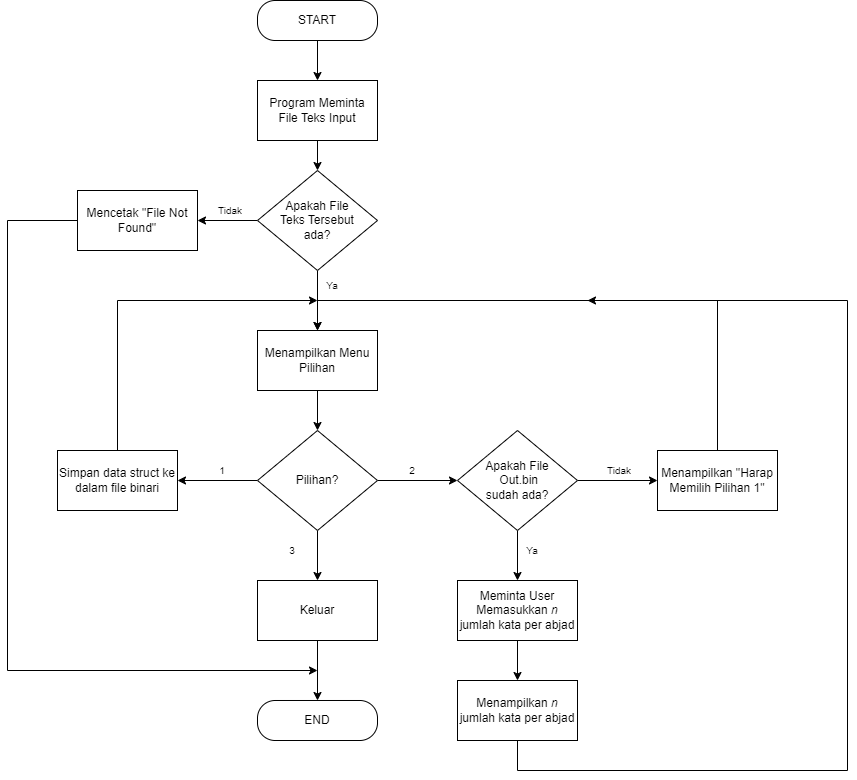 START
Program Meminta
File Teks Input
Apakah File
Teks Tersebut
ada?
Tidak
Mencetak "File Not
Found"
Ya
Menampilkan Menu
Pilihan
Pilihan?
1
Simpan data struct ke
dalam file binari
2
Apakah File
Out.bin
sudah ada?
Tidak
Menampilkan "Harap
Memilih Pilihan 1"
3
Ya
Keluar
Meminta User
Memasukkan n
jumlah kata per abjad
Menampilkan n
jumlah kata per abjad
END